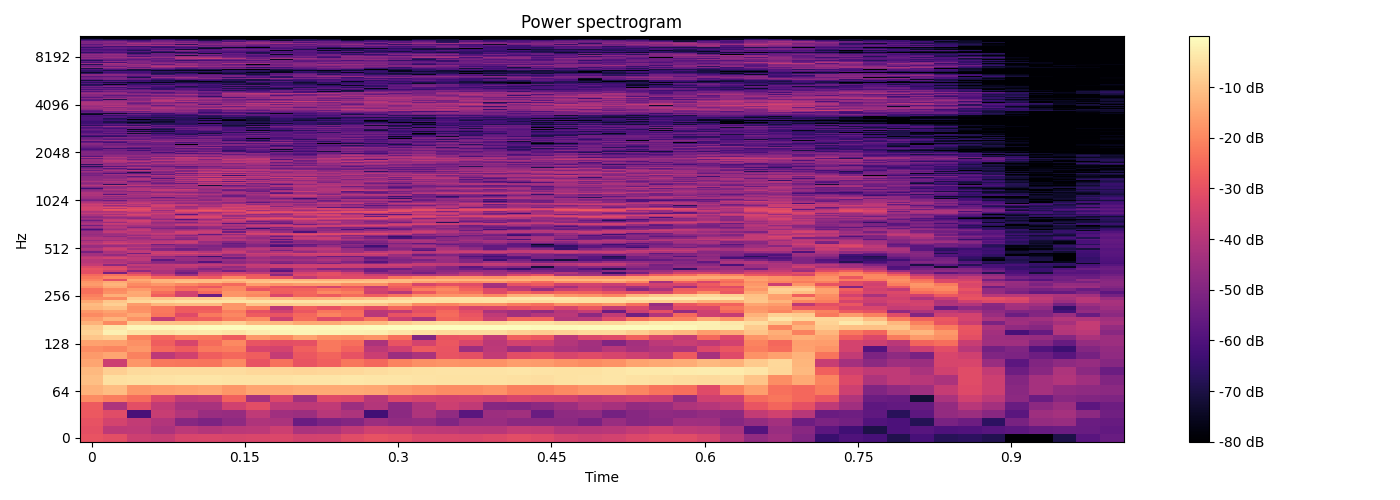 Power spectrogram
8192
4096
2048
1024
512
256
128
64
0
Hz
0 0.15 0.3 0.45 0.6 0.75 0.9
Time
-10 dB
-20 dB
-30 dB
-40 dB
-50 dB
-60 dB
-70 dB
-80 dB